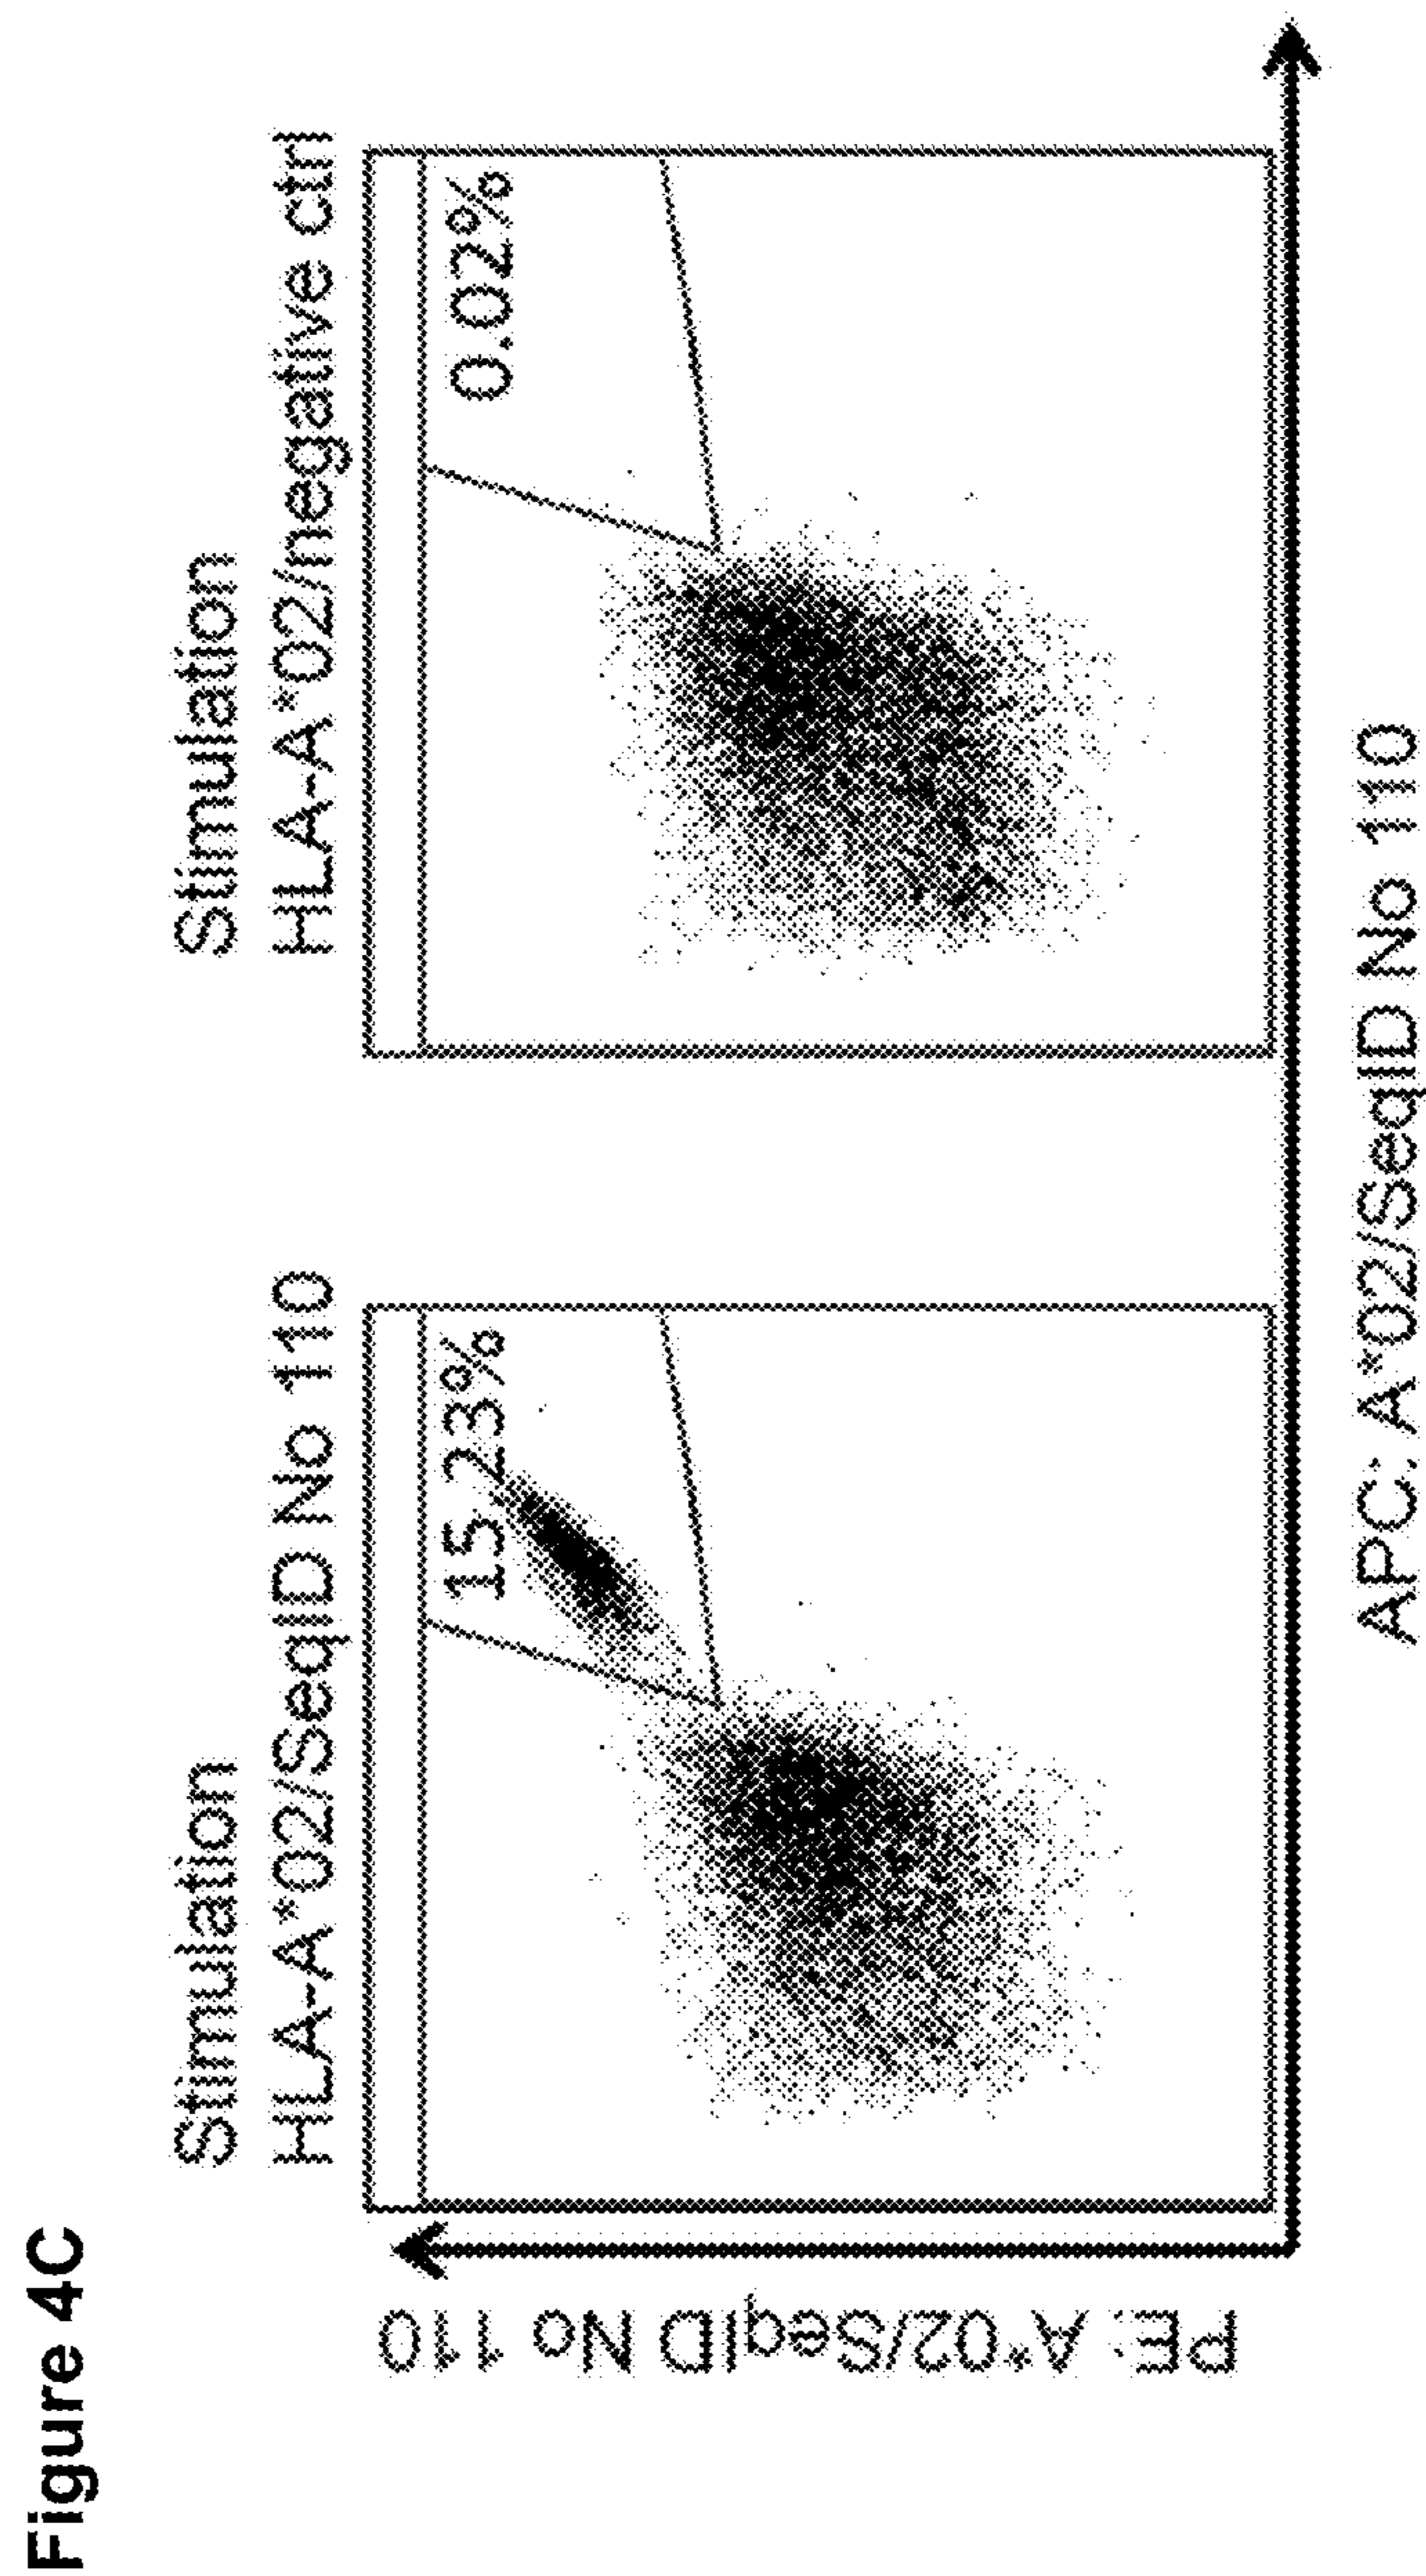 Figure 4C
Stimulation
HLA-A*02/SeqID No 110
Stimulation
HLA-A*02/negative ctrl
15.23%
0.02%
PE: A*02/SeqID No 110
APC: A*02/SeqID No 110